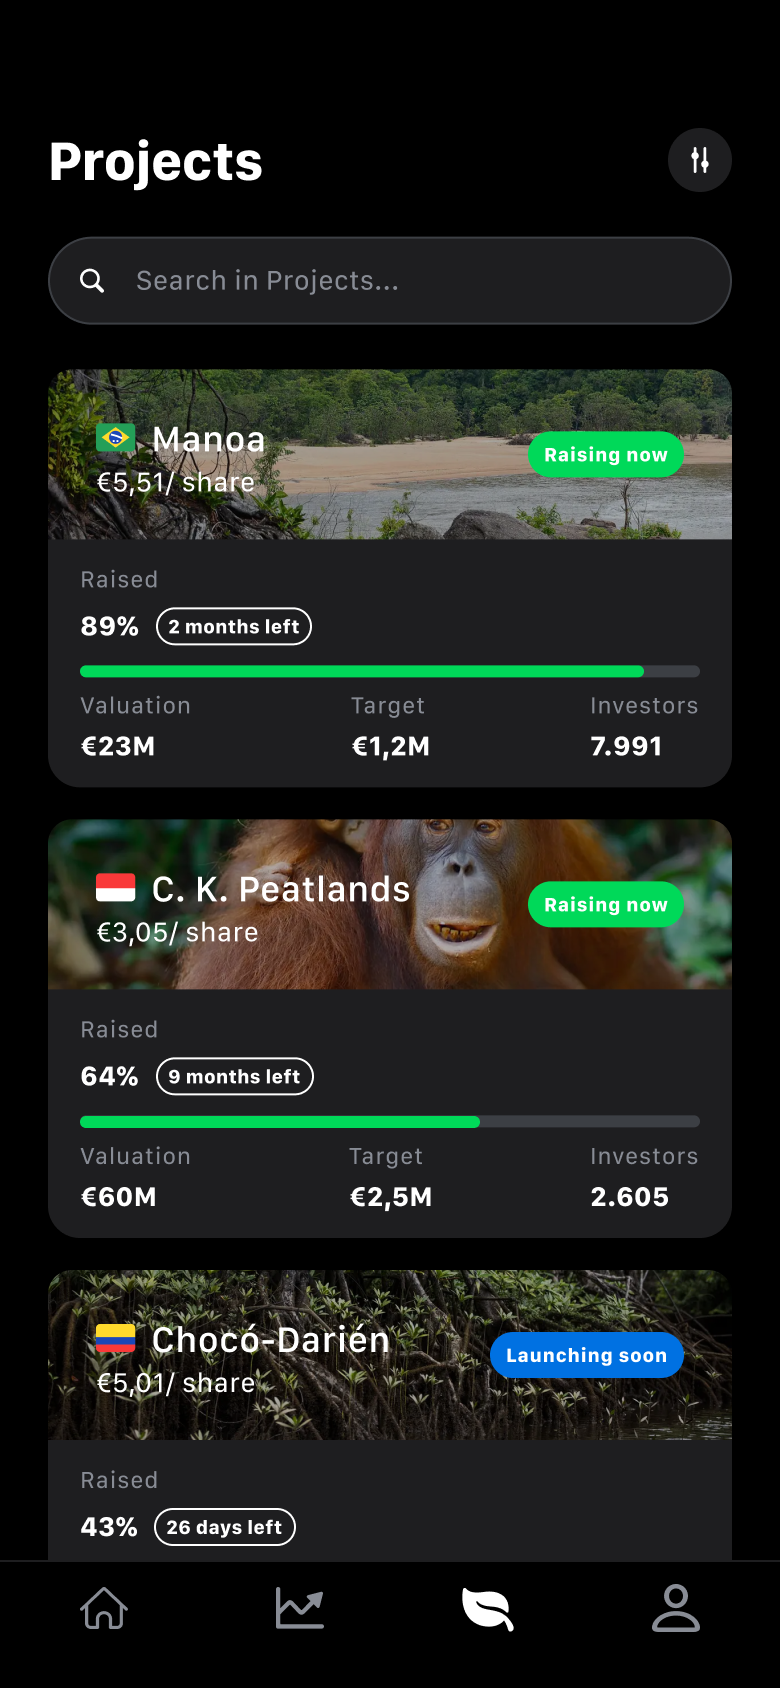 Projects
Search in Projects...
Manoa
€5,51/ share
Raising now
Raised
89% 2 months left
Valuation Target Investors
€23M €1,2M 7.991
C. K. Peatlands
€3,05/ share
Raising now
Raised
64% 9 months left
Valuation Target Investors
€60M €2,5M 2.605
Chocó-Darién
€5,01/ share
Launching soon
Raised
43% 26 days left